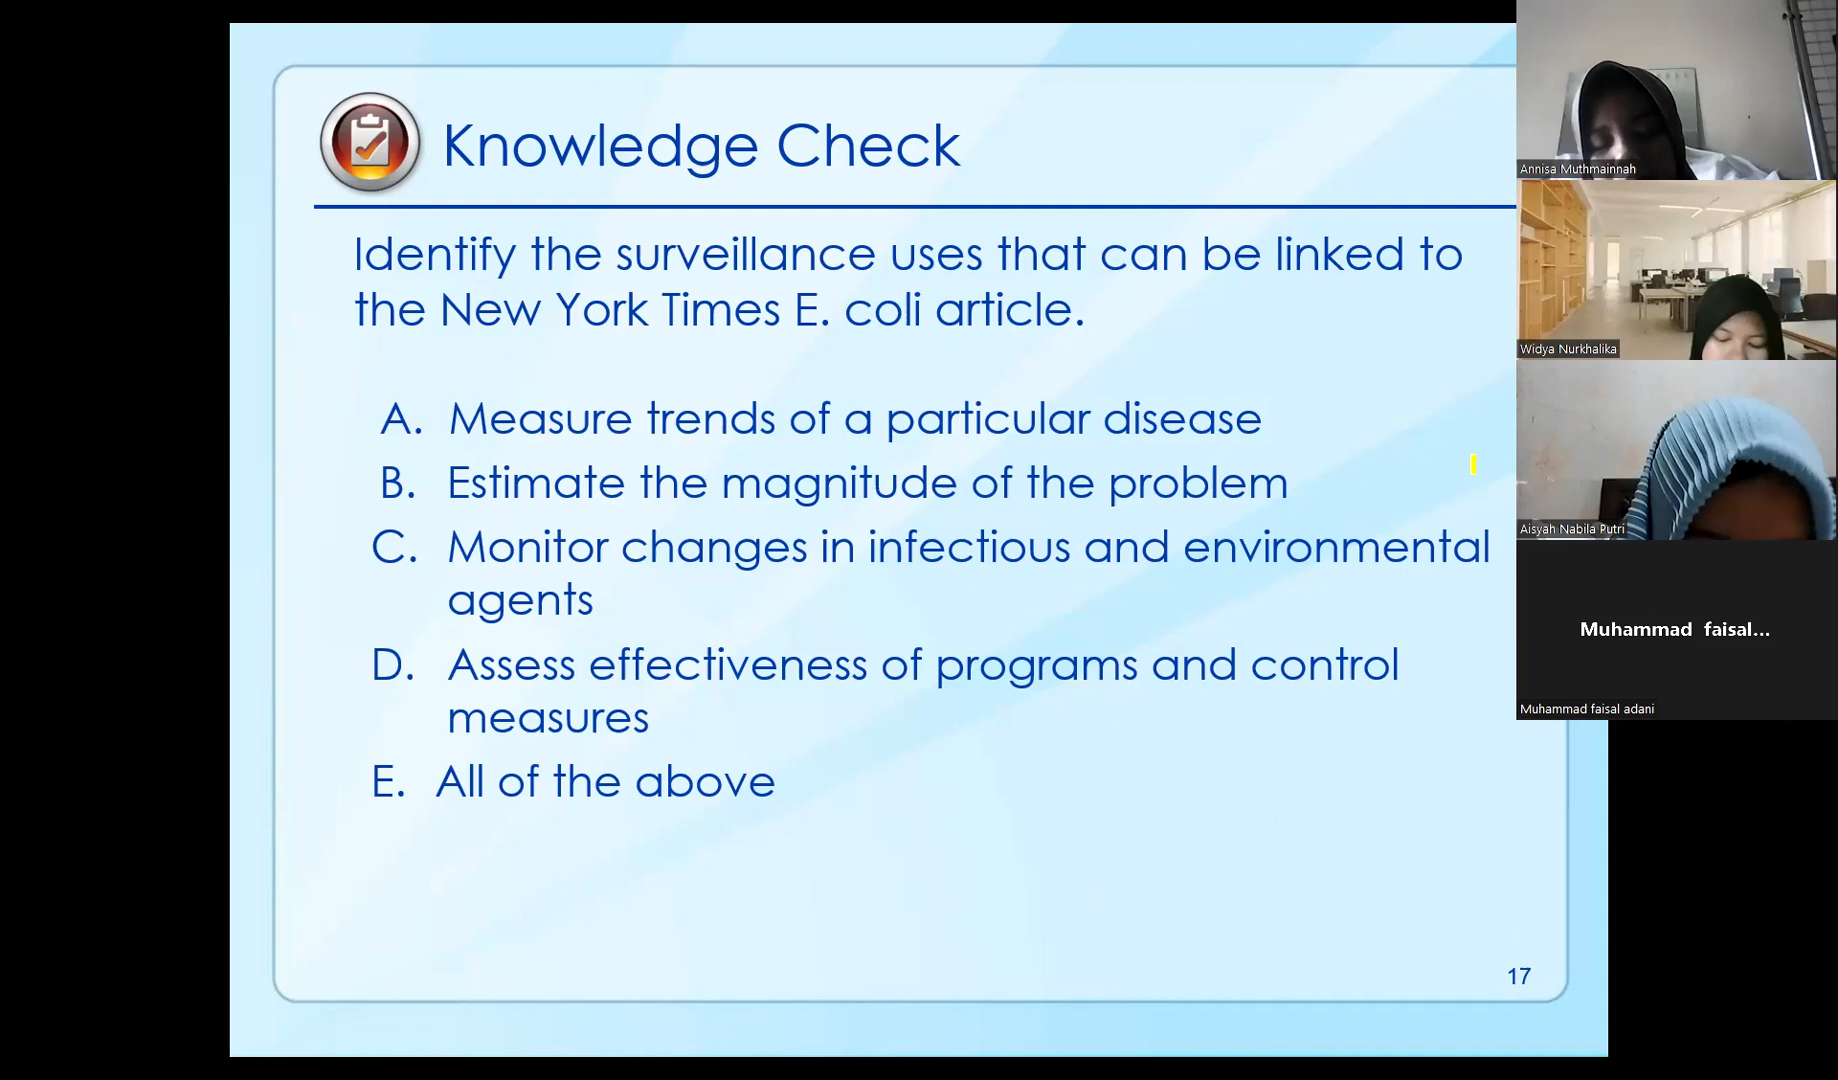 Knowledge Check
Identify the surveillance uses that can be linked to
the New York Times E. coli article.
A. Measure trends of a particular disease
B. Estimate the magnitude of the problem
C. Monitor changes in infectious and environmental
agents
D. Assess effectiveness of programs and control
measures
E. All of the above
17
Annisa Muthmainnah
Widya Nurkhalika
Aisyah Nabila Putri
Muhammad faisal...
Muhammad faisal adani